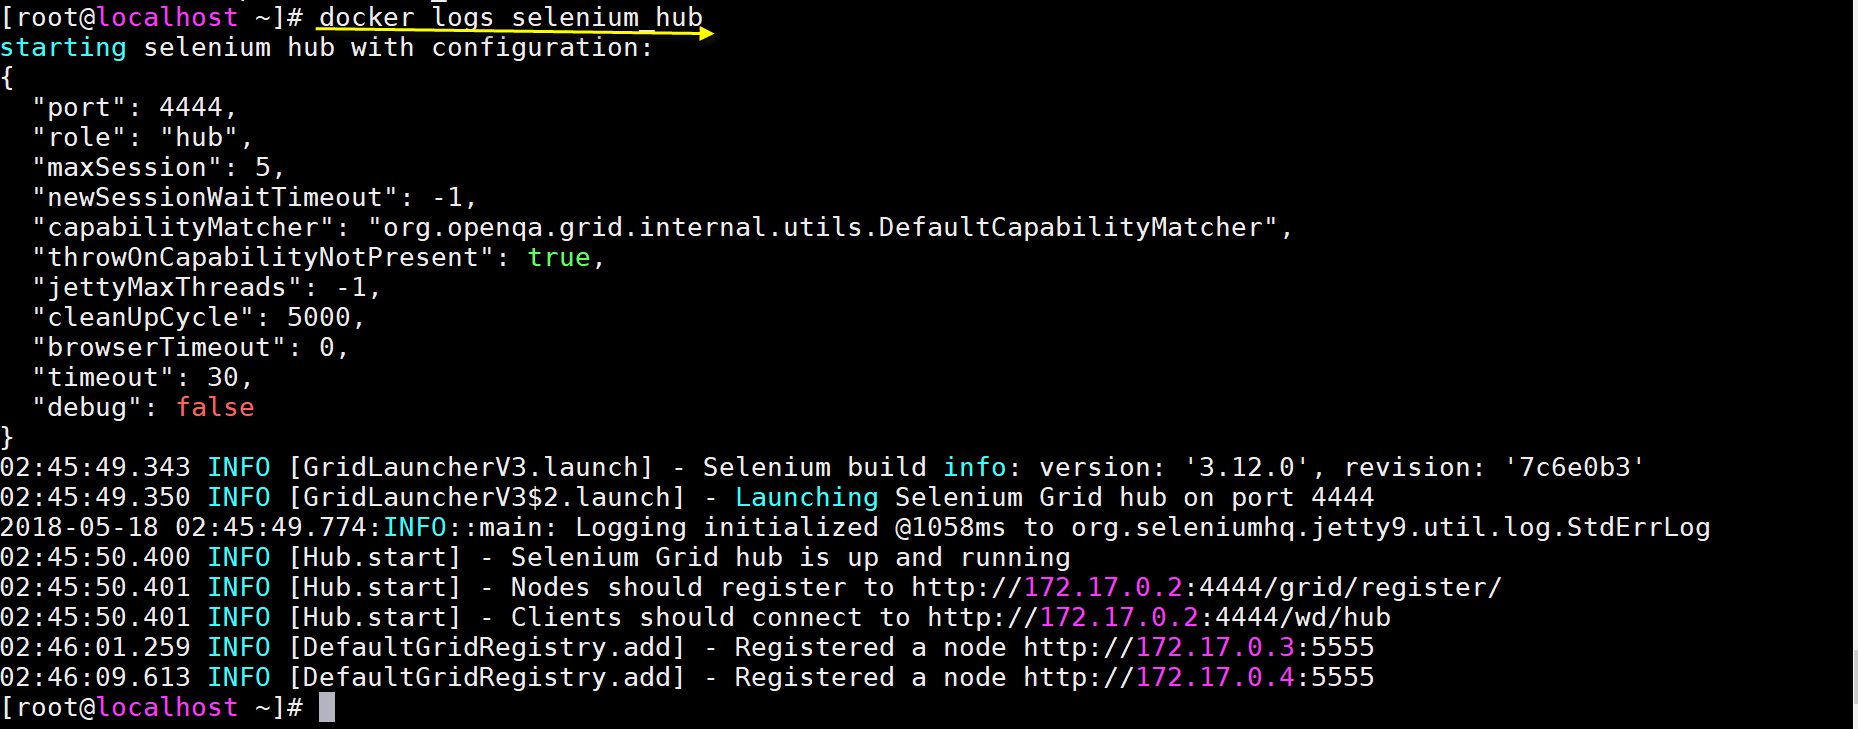 [root@localhost ~]# docker logs selenium_hub
starting selenium hub with configuration:
{
  "port": 4444,
  "role": "hub",
  "maxSession": 5,
  "newSessionWaitTimeout": -1,
  "capabilityMatcher": "org.openqa.grid.internal.utils.DefaultCapabilityMatcher",
  "throwOnCapabilityNotPresent": true,
  "jettyMaxThreads": -1,
  "cleanUpCycle": 5000,
  "browserTimeout": 0,
  "timeout": 30,
  "debug": false
}
02:45:49.343 INFO [GridLauncherV3.launch] - Selenium build info: version: '3.12.0', revision: '7c6e0b3'
02:45:49.350 INFO [GridLauncherV3$2.launch] - Launching Selenium Grid hub on port 4444
2018-05-18 02:45:49.774:INFO::main: Logging initialized @1058ms to org.seleniumhq.jetty9.util.log.StdErrLog
02:45:50.400 INFO [Hub.start] - Selenium Grid hub is up and running
02:45:50.401 INFO [Hub.start] - Nodes should register to http://172.17.0.2:4444/grid/register/
02:45:50.401 INFO [Hub.start] - Clients should connect to http://172.17.0.2:4444/wd/hub
02:46:01.259 INFO [DefaultGridRegistry.add] - Registered a node http://172.17.0.3:5555
02:46:09.613 INFO [DefaultGridRegistry.add] - Registered a node http://172.17.0.4:5555
[root@localhost ~]#